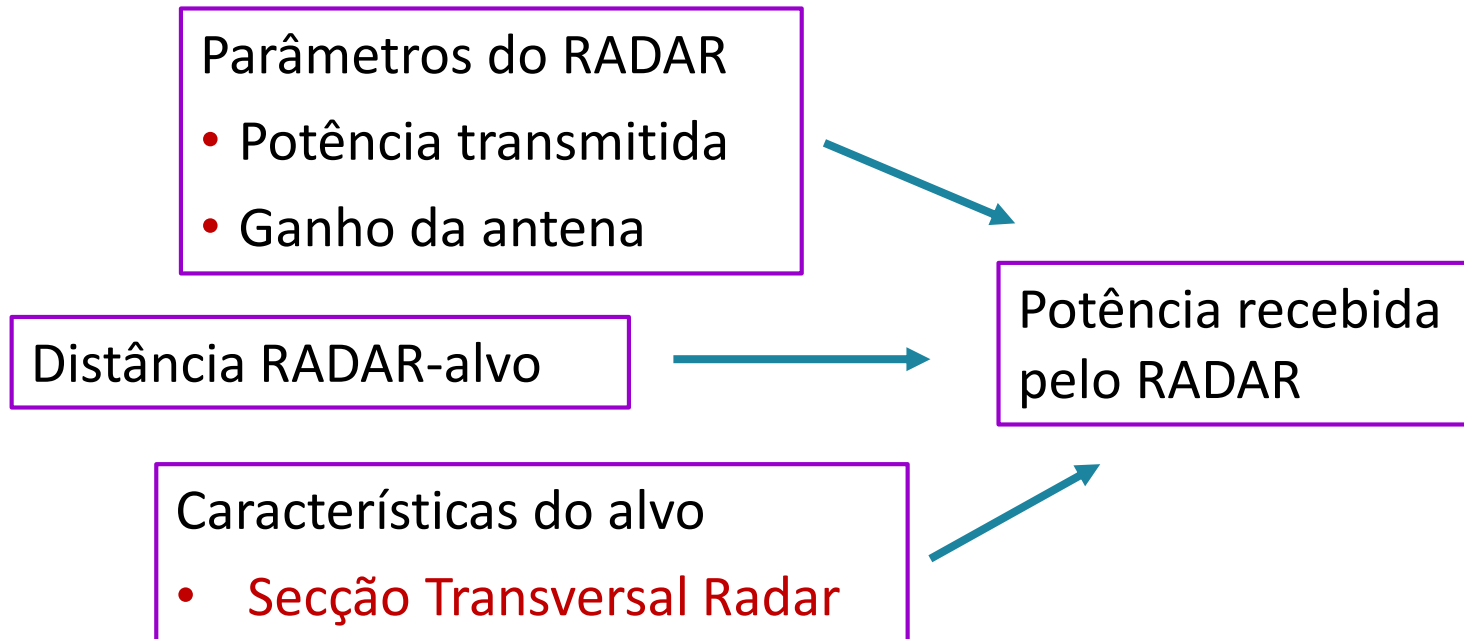 Parâmetros do RADAR
• Potência transmitida
• Ganho da antena
Distância RADAR-alvo
Potência recebida
pelo RADAR
Características do alvo
• Secção Transversal Radar